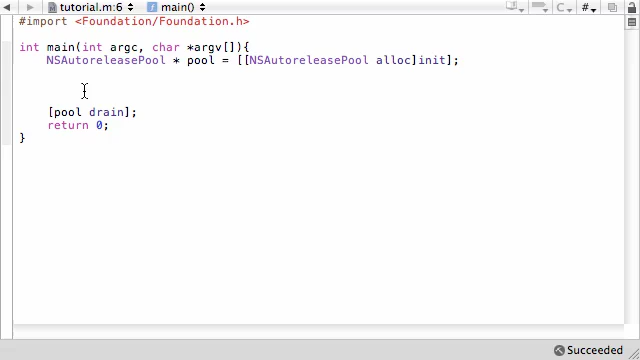 tutorial.m:6 main()
#import <Foundation/Foundation.h>
int main(int argc, char *argv[]){
NSAutoreleasePool * pool = [[NSAutoreleasePool alloc]init];
[pool drain];
return 0;
}
Succeeded